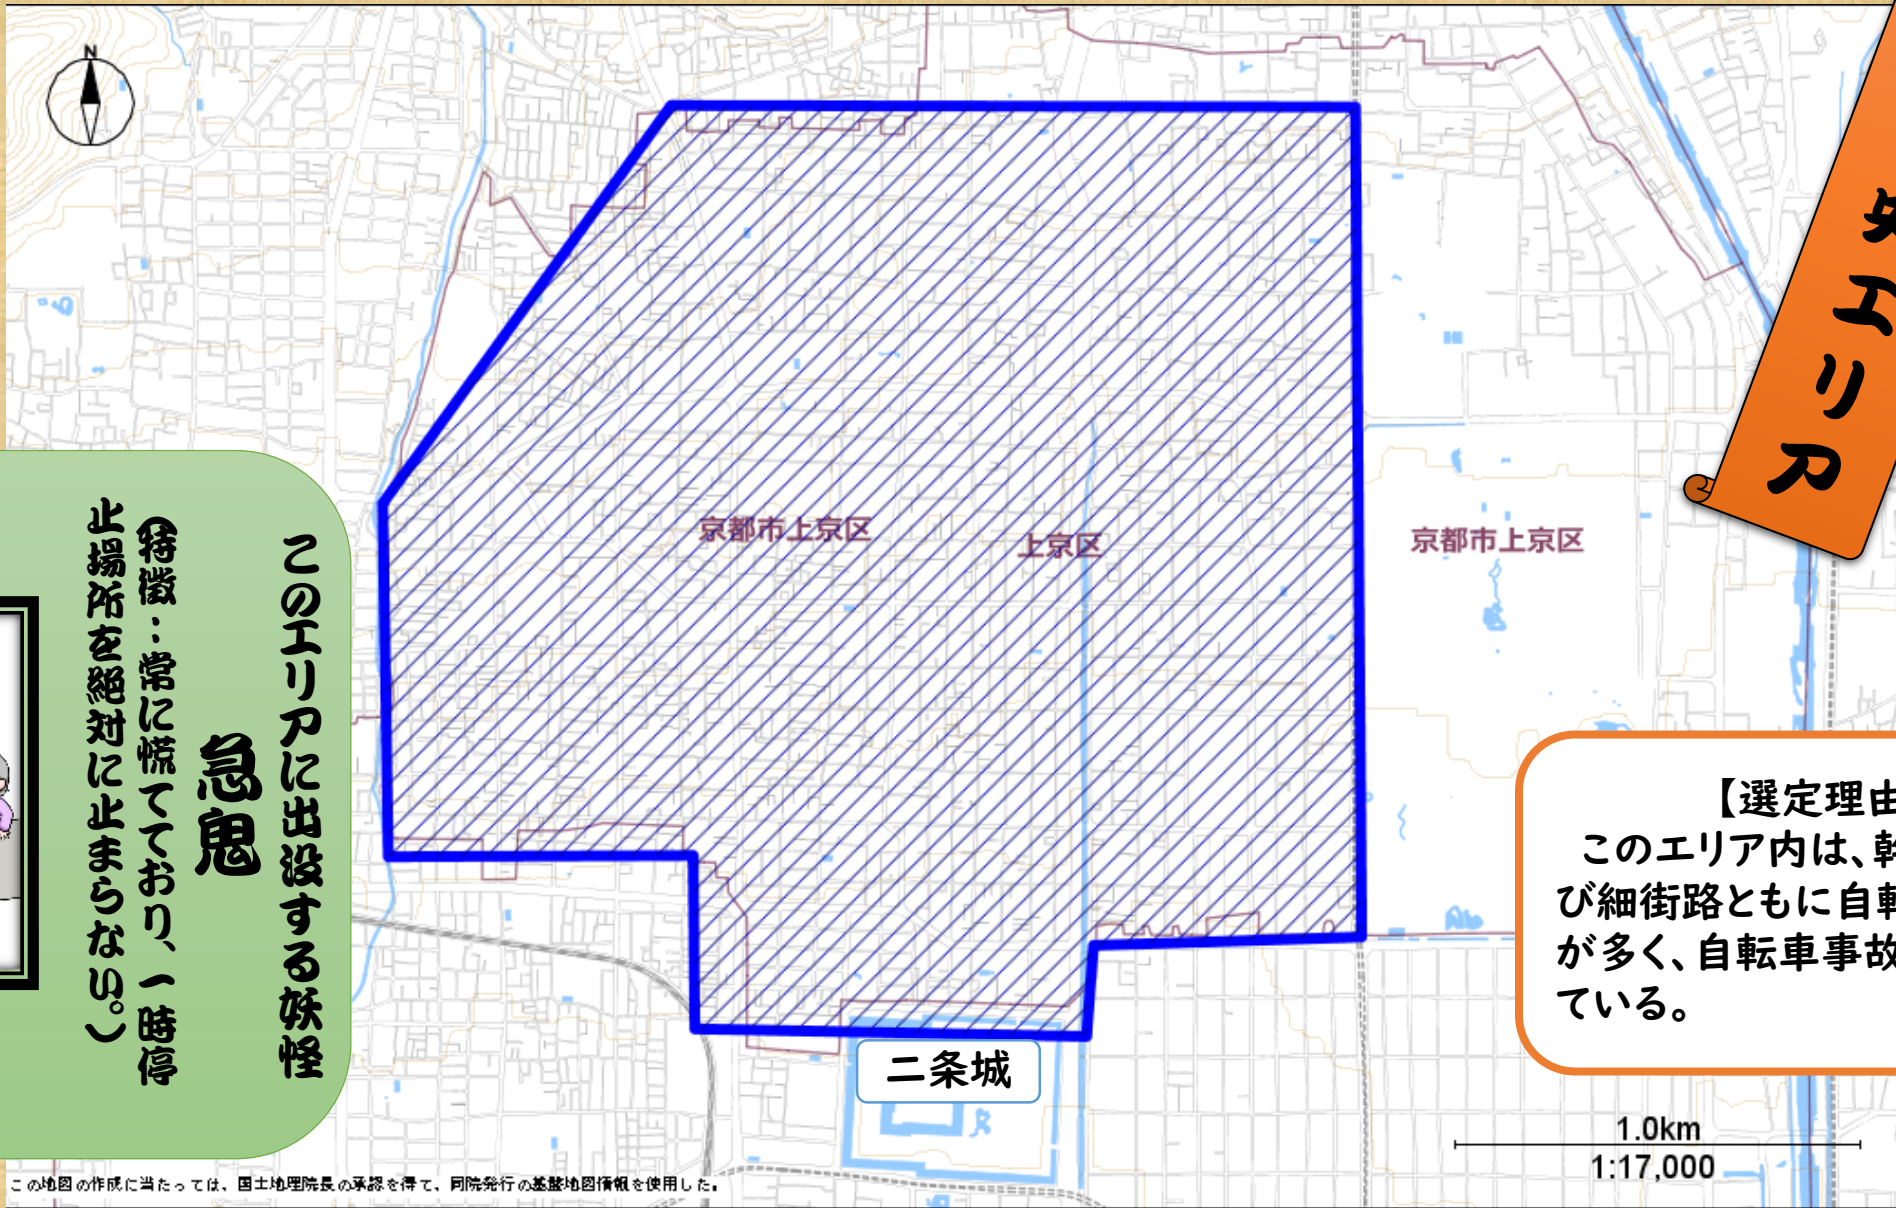 N
エリア
京都市上京区
上京区
京都市上京区
このエリアに出没する妖怪
急鬼
(特徴:常に慌てており、一時停
止場所を絶対に止まらない。)
【選定理由
このエリア内は、幹
び細街路ともに自転
が多く、自転車事故
ている。
二条城
1.0km
1:17,000
この地図の作成に当たっては、国土地理院長の承認を得て、同院発行の基盤地図情報を使用した。